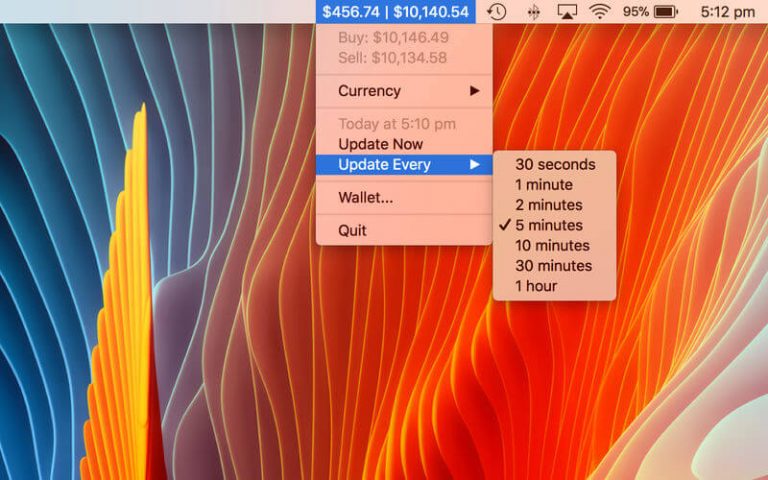 $456.74 | $10,140.54 95% 5:12 pm
Buy: $10,146.49
Sell: $10,134.58
Currency
Today at 5:10 pm
Update Now
Update Every
Wallet...
Quit
30 seconds
1 minute
2 minutes
5 minutes
10 minutes
30 minutes
1 hour